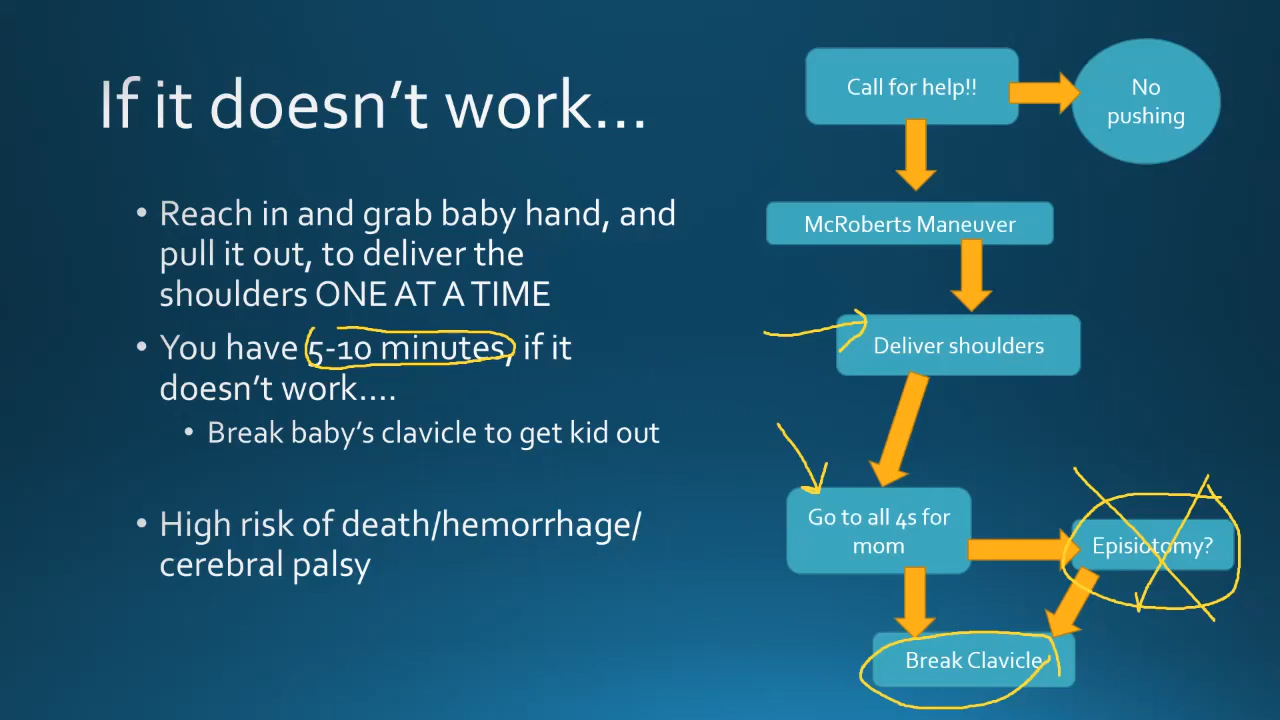 If it doesn't work...
• Reach in and grab baby hand, and
pull it out, to deliver the
shoulders ONE AT A TIME
• You have 5-10 minutes, if it
doesn't work....
• Break baby's clavicle to get kid out
• High risk of death/hemorrhage/
cerebral palsy
Call for help!!
No
pushing
McRoberts Maneuver
Deliver shoulders
Go to all 4s for
mom
Episiotomy?
Break Clavicle